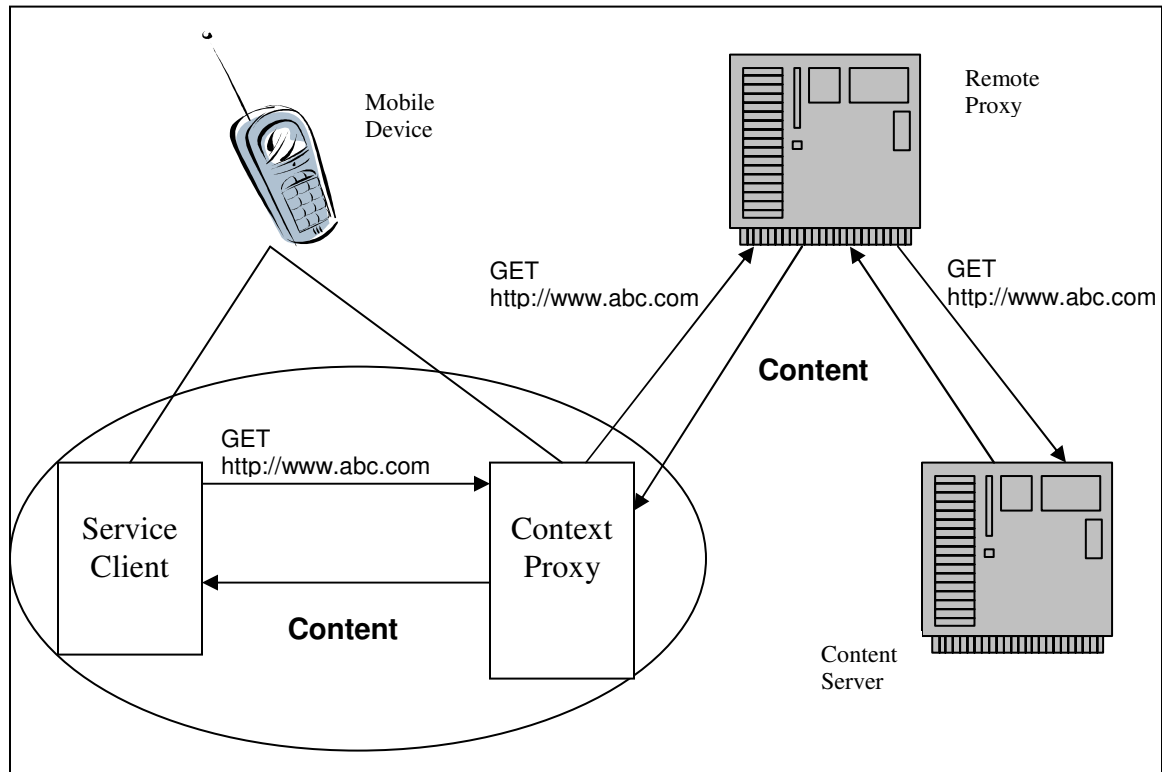 Mobile
Device
Remote
Proxy
GET
http://www.abc.com
GET
http://www.abc.com
Content
GET
http://www.abc.com
Service
Client
Context
Proxy
Content
Content
Server